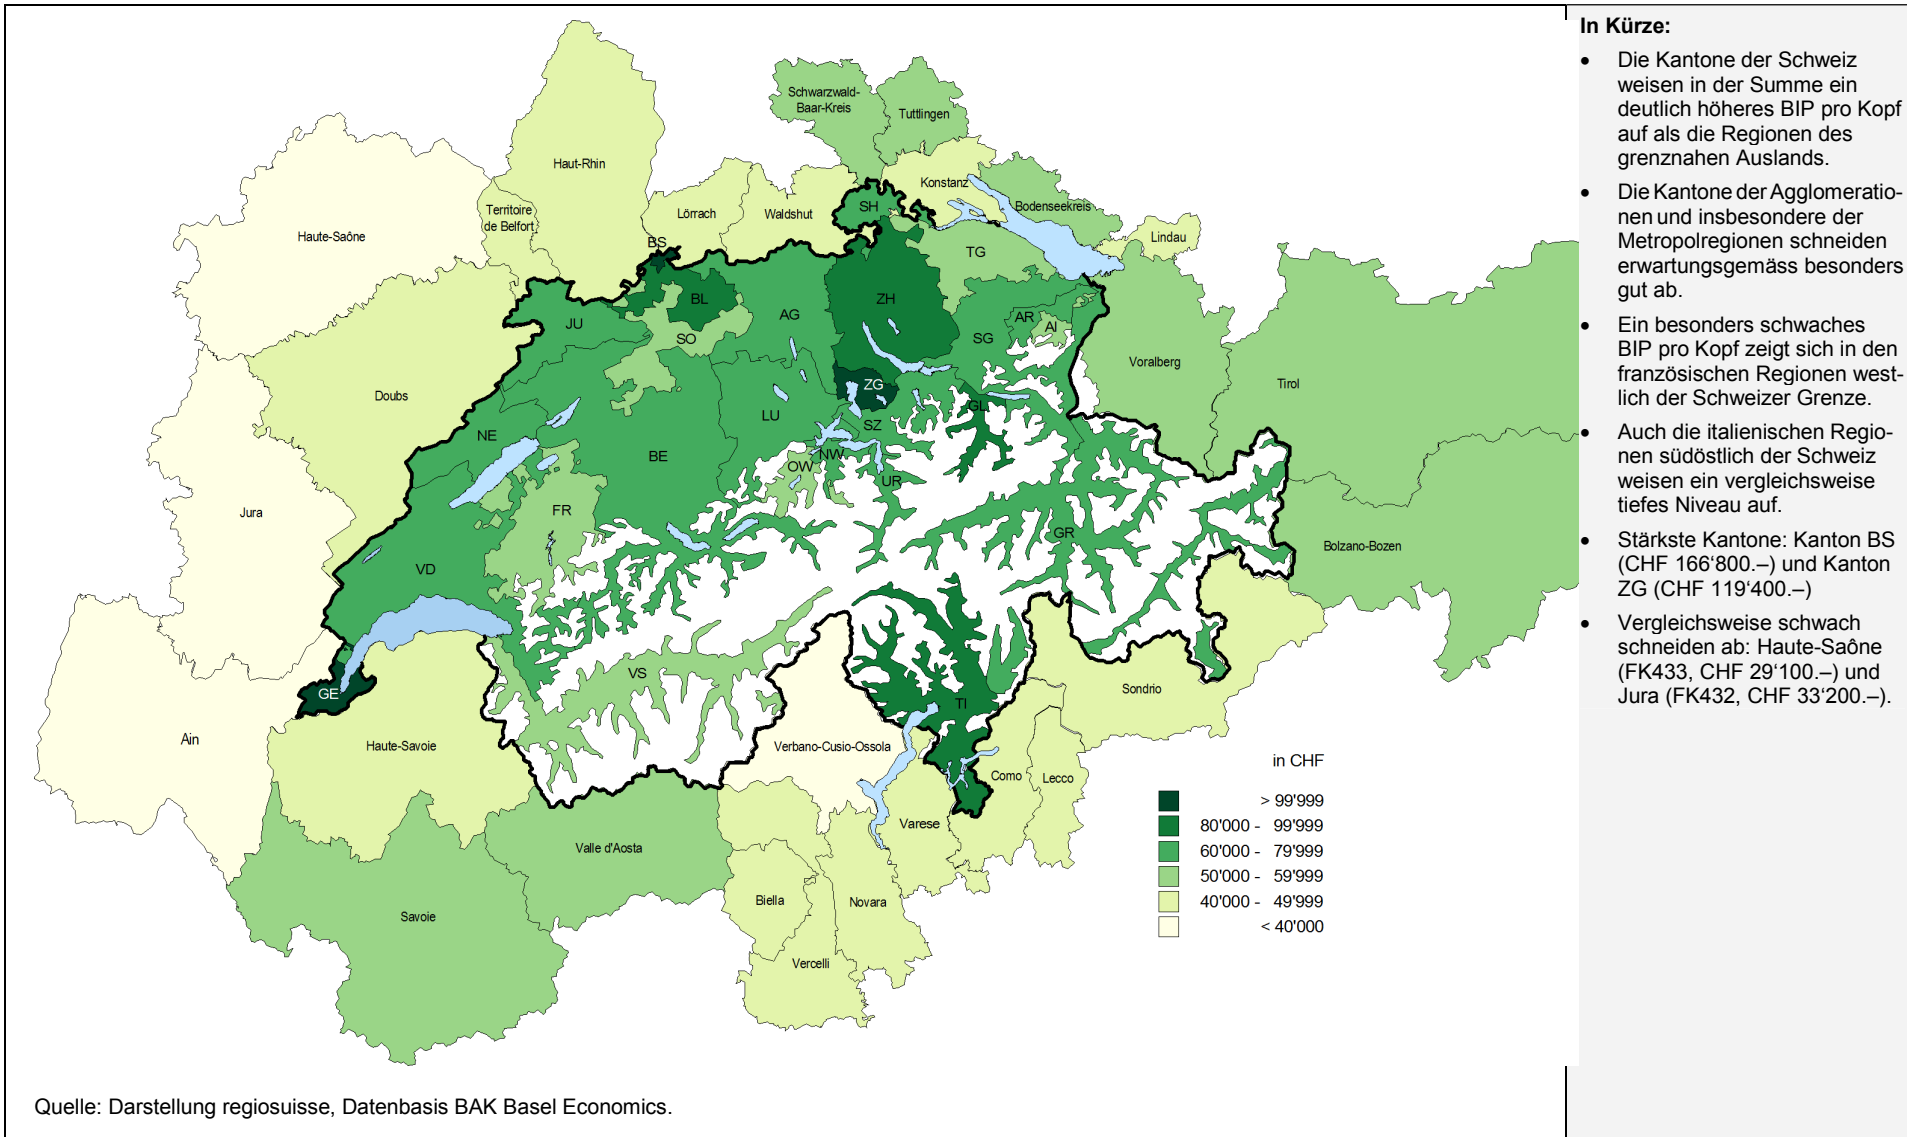 Schwarzwald-
Baar-Kreis
Tuttlingen
Haut-Rhin
Konstanz
Territoire
de Belfort
Lörrach
Waldshut
SH
Bodenseekreis
Haute-Saône
BS
Lindau
TG
BL
ZH
JU
AG
AR
AI
SO
SG
Voralberg
Tirol
Doubs
ZG
GL
LU
SZ
NE
BE
NW
OW
UR
Jura
FR
GR
Bolzano-Bozen
VD
VS
Sondrio
GE
TI
Ain
Haute-Savoie
Verbano-Cusio-Ossola
Como
Lecco
Varese
Valle d'Aosta
Biella
Novara
Savoie
Vercelli
in CHF
> 99'999
80'000 - 99'999
60'000 - 79'999
50'000 - 59'999
40'000 - 49'999
< 40'000
Quelle: Darstellung regiosuisse, Datenbasis BAK Basel Economics.
In Kürze:
• Die Kantone der Schweiz
weisen in der Summe ein
deutlich höheres BIP pro Kopf
auf als die Regionen des
grenznahen Auslands.
• Die Kantone der Agglomeratio-
nen und insbesondere der
Metropolregionen schneiden
erwartungsgemäss besonders
gut ab.
• Ein besonders schwaches
BIP pro Kopf zeigt sich in den
französischen Regionen west-
lich der Schweizer Grenze.
• Auch die italienischen Regio-
nen südöstlich der Schweiz
weisen ein vergleichsweise
tiefes Niveau auf.
• Stärkste Kantone: Kanton BS
(CHF 166‘800.–) und Kanton
ZG (CHF 119‘400.–)
• Vergleichsweise schwach
schneiden ab: Haute-Saône
(FK433, CHF 29‘100.–) und
Jura (FK432, CHF 33‘200.–).